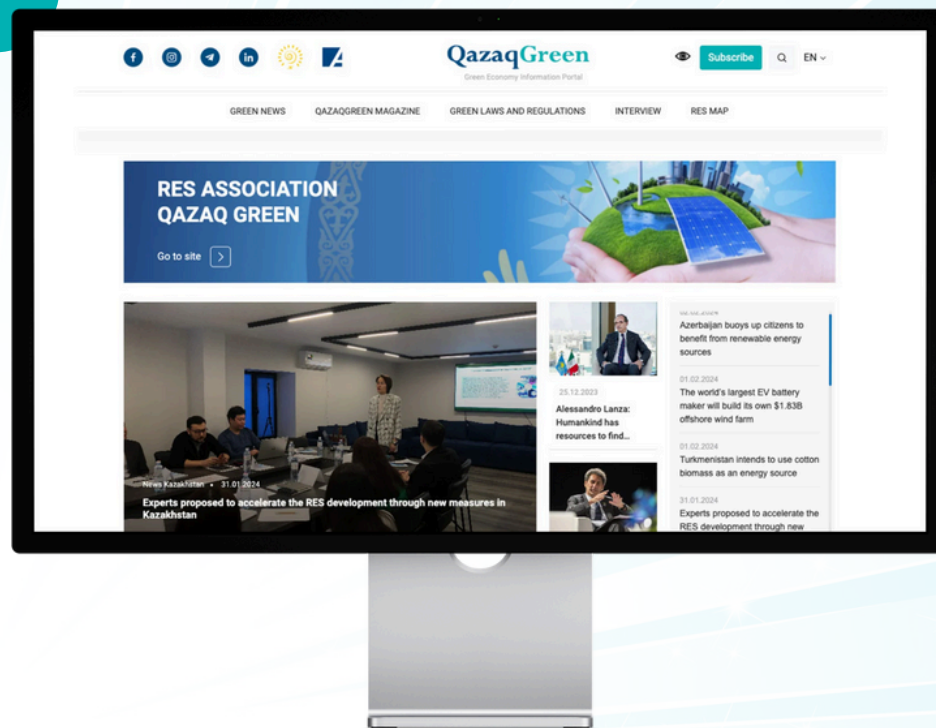 QazaqGreen
Green Economy Information Portal
Subscribe
EN
GREEN NEWS
QAZAQGREEN MAGAZINE
GREEN LAWS AND REGULATIONS
INTERVIEW
RES MAP
RES ASSOCIATION
QAZAQ GREEN
Go to site
News Kazakhstan • 31.01.2024
Experts proposed to accelerate the RES development through new measures in
Kazakhstan
25.12.2023
Alessandro Lanza:
Humankind has
resources to find...
Azerbaijan buoys up citizens to
benefit from renewable energy
sources
01.02.2024
The world's largest EV battery
maker will build its own $1.83B
offshore wind farm
01.02.2024
Turkmenistan intends to use cotton
biomass as an energy source
31.01.2024
Experts proposed to accelerate the
RES development through new